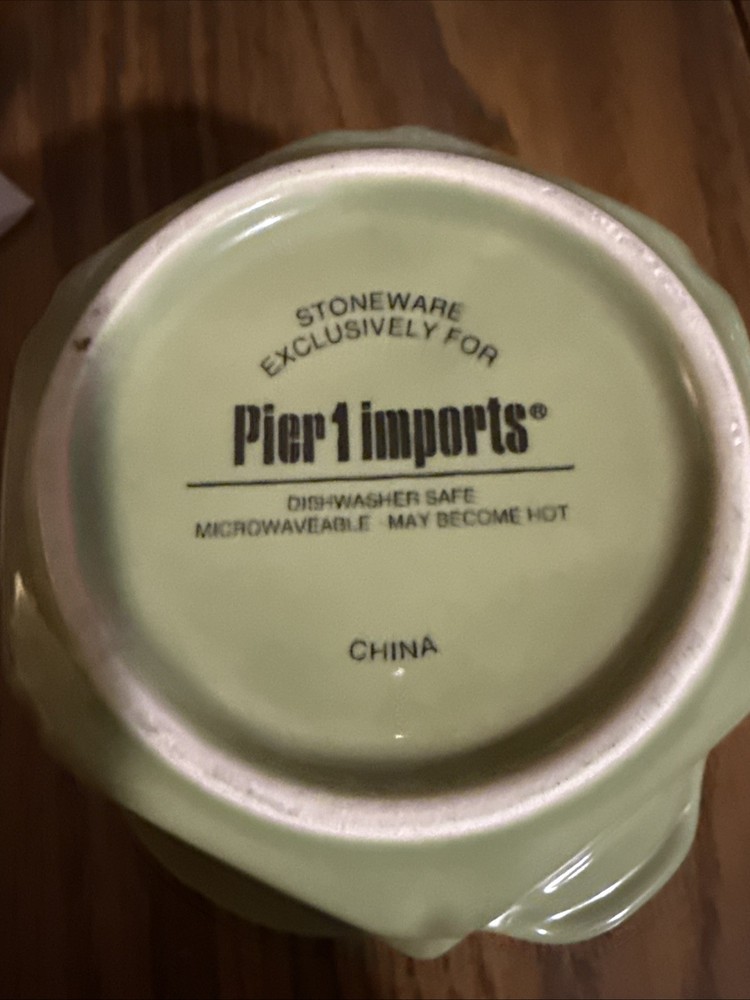 STONEWARE
EXCLUSIVELY FOR
Pier 1 imports®
DISHWASHER SAFE
MICROWAVEABLE - MAY BECOME HOT
CHINA